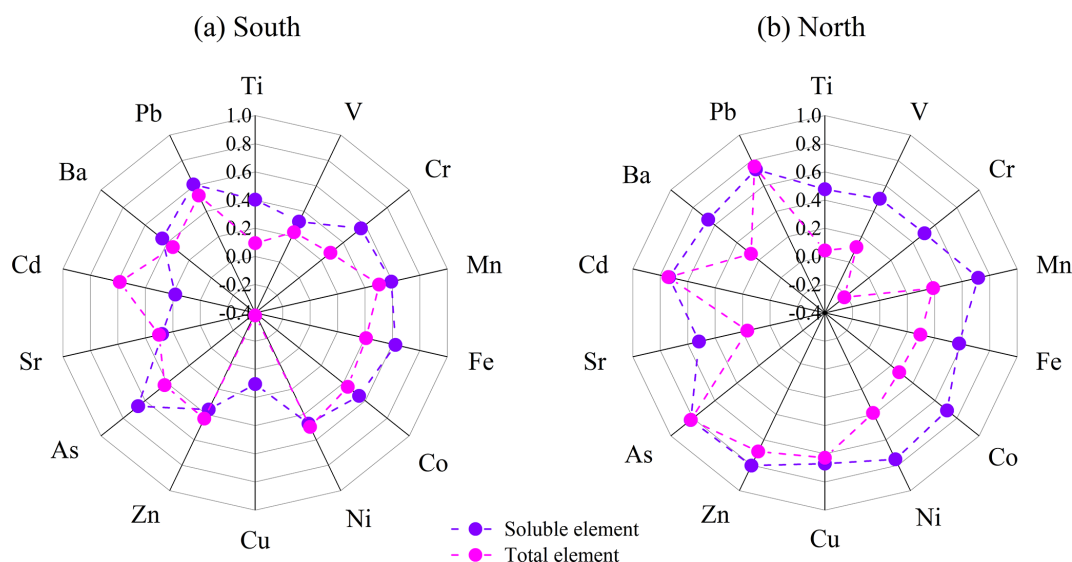 (a) South
Ti
V
Cr
Mn
Fe
Co
Ni
Cu
Zn
As
Sr
Cd
Ba
Pb
1.0
0.8
0.6
0.4
0.2
0.0
-0.2
-0.4
(b) North
Ti
V
Cr
Mn
Fe
Co
Ni
Cu
Zn
As
Sr
Cd
Ba
Pb
1.0
0.8
0.6
0.4
0.2
0.0
-0.2
-0.4
Soluble element
Total element